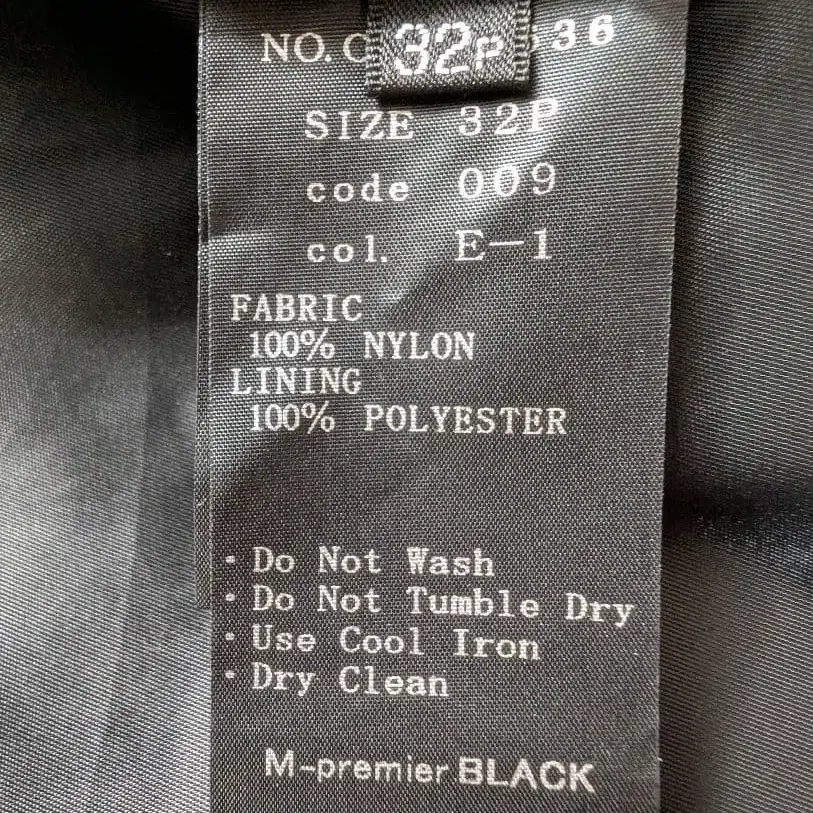 NO. 36
32P
SIZE 32P
code 009
col. E-1
FABRIC
100% NYLON
LINING
100% POLYESTER
· Do Not Wash
· Do Not Tumble Dry
· Use Cool Iron
· Dry Clean
M-premier BLACK